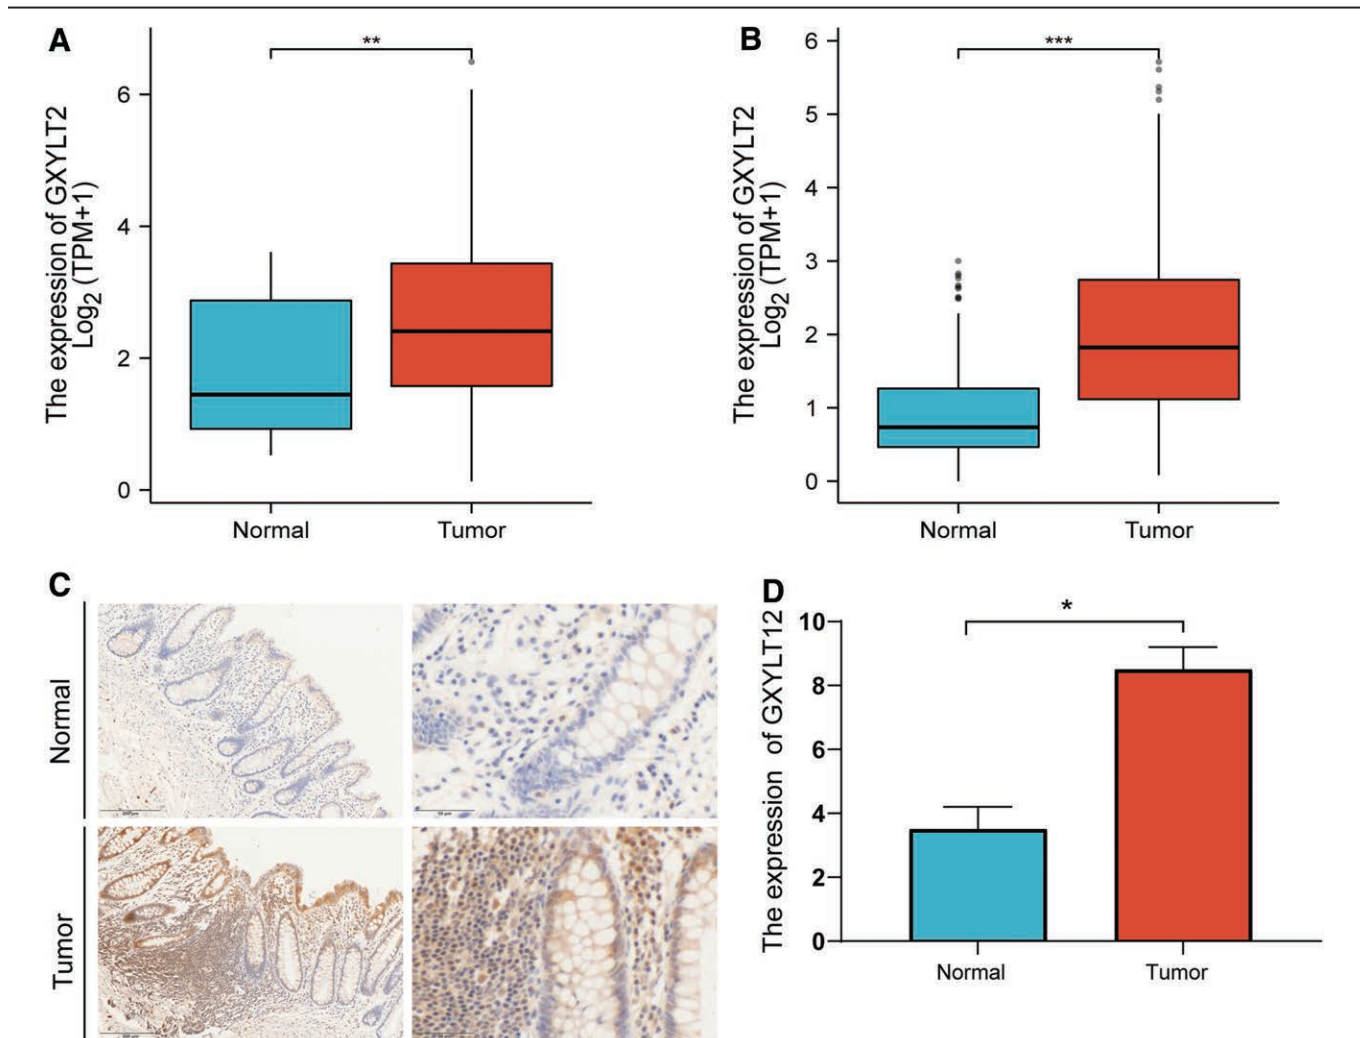 A
The expression of GXYLT2
Log2 (TPM+1)
6
4
2
0
**
Normal
Tumor
B
The expression of GXYLT2
Log2 (TPM+1)
6
5
4
3
2
1
0
***
Normal
Tumor
C
Normal
Tumor
D
The expression of GXYLT12
10
8
6
4
2
0
*
Normal
Tumor